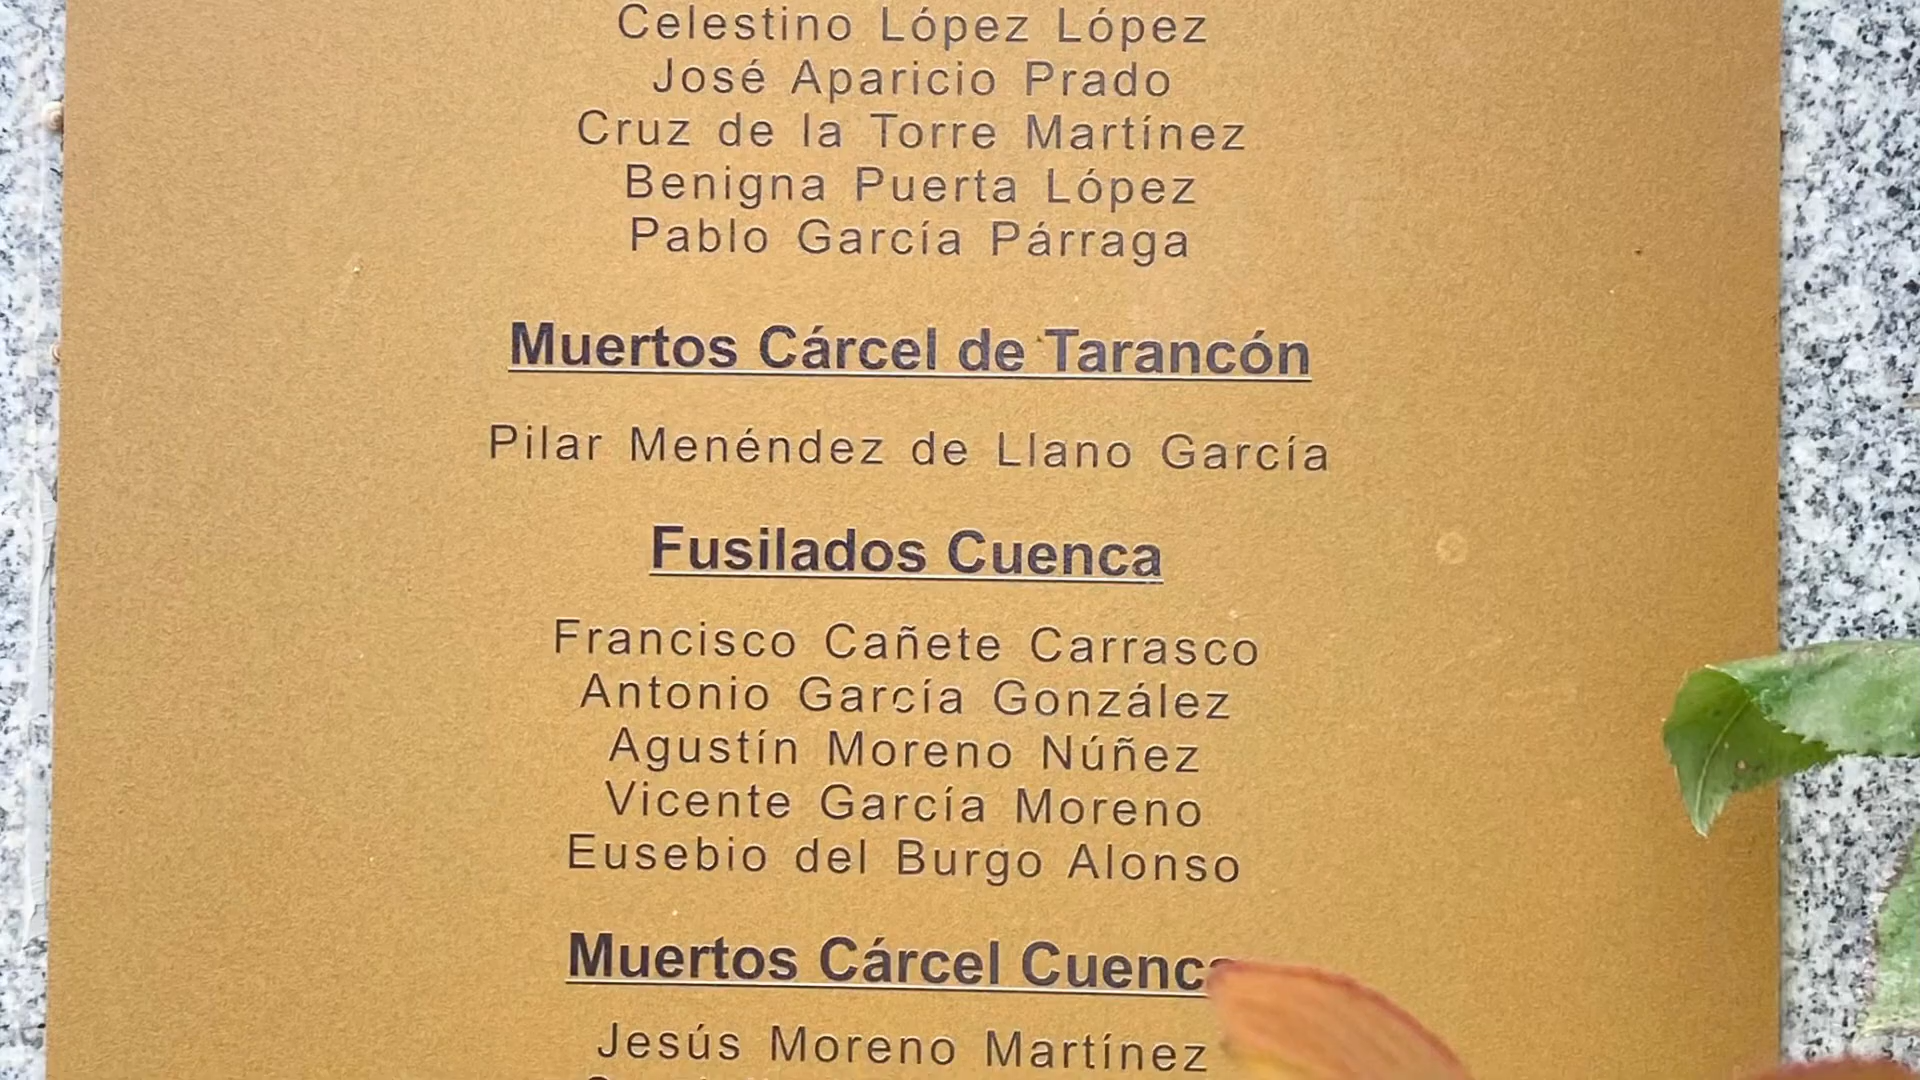 Celestino López López
José Aparicio Prado
Cruz de la Torre Martínez
Benigna Puerta López
Pablo García Párraga
Muertos Cárcel de Tarancón
Pilar Menéndez de Llano García
Fusilados Cuenca
Francisco Cañete Carrasco
Antonio García González
Agustín Moreno Núñez
Vicente García Moreno
Eusebio del Burgo Alonso
Muertos Cárcel Cuenca
Jesús Moreno Martínez